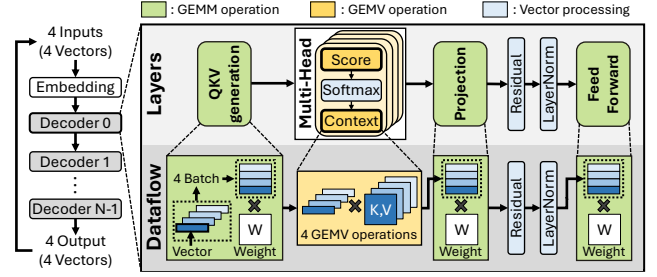 : GEMM operation
: GEMV operation
: Vector processing
4 Inputs
(4 Vectors)
Embedding
Decoder 0
Decoder 1
Decoder N-1
4 Output
(4 Vectors)
Layers
QKV
generation
Multi-Head
Score
Softmax
Context
Projection
Residual
LayerNorm
Feed
Forward
Dataflow
4 Batch
Vector
W
Weight
K,V
4 GEMV operations
W
Weight
Residual
LayerNorm
W
Weight